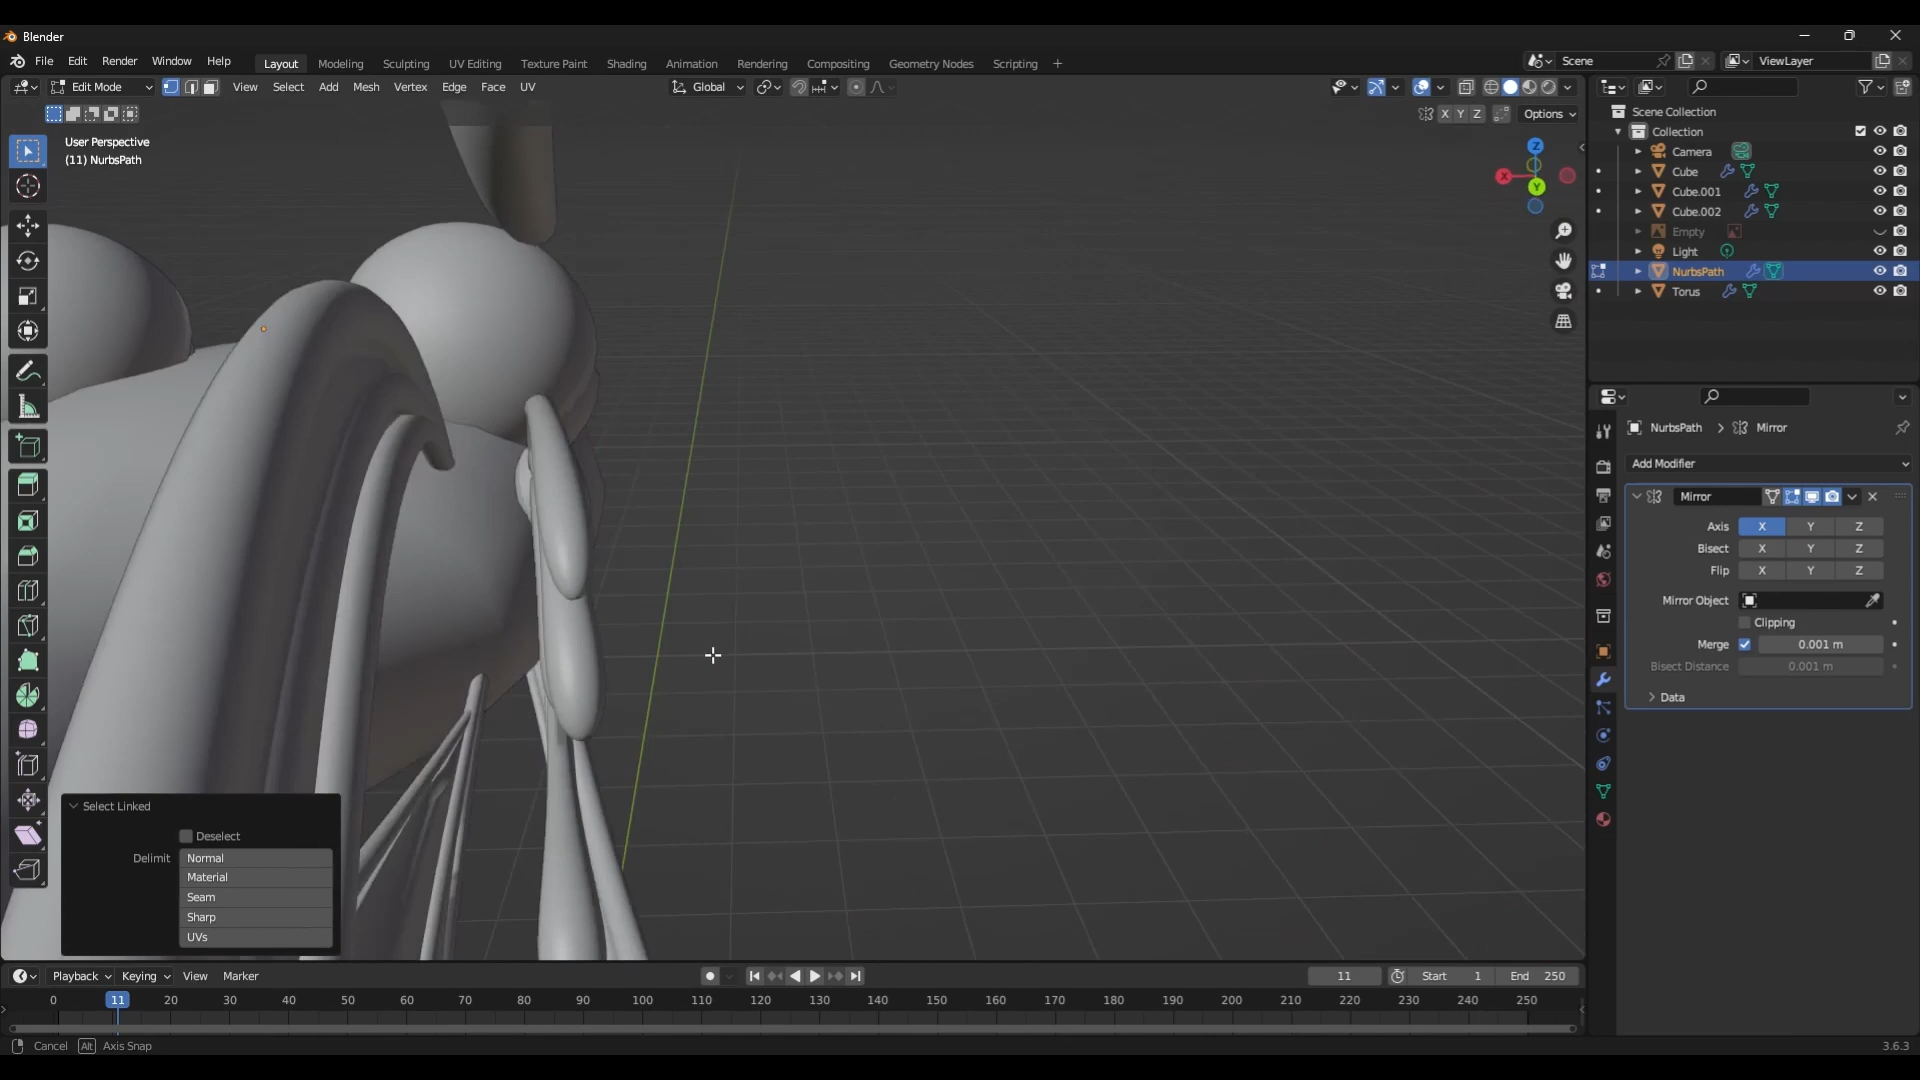 Blender
File Edit Render Window Help Layout Modeling Sculpting UV Editing Texture Paint Shading Animation Rendering Compositing Geometry Nodes Scripting + Scene ViewLayer
Edit Mode View Select Add Mesh Vertex Edge Face UV Global
X Y Z Options
User Perspective
(11) NurbsPath
Z
X
Y
Scene Collection
Collection
Camera
Cube
Cube.001
Cube.002
Empty
Light
NurbsPath
Torus
NurbsPath > Mirror
Add Modifier
Mirror
Axis X Y Z
Bisect X Y Z
Flip X Y Z
Mirror Object
Clipping
Merge 0.001 m
Bisect Distance 0.001 m
Data
Select Linked
Deselect
Delimit Normal
Material
Seam
Sharp
UVs
Playback Keying View Marker 11 Start 1 End 250
0 11 20 30 40 50 60 70 80 90 100 110 120 130 140 150 160 170 180 190 200 210 220 230 240 250
Cancel Alt Axis Snap 3.6.3